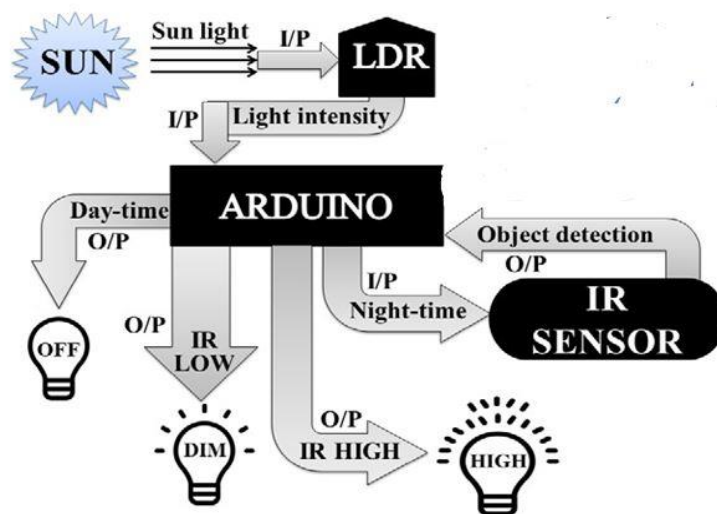 SUN
Sun light
I/P
LDR
I/P
Light intensity
ARDUINO
Day-time
O/P
Object detection
O/P
I/P
Night-time
IR
SENSOR
O/P
IR
LOW
OFF
O/P
IR HIGH
DIM
HIGH